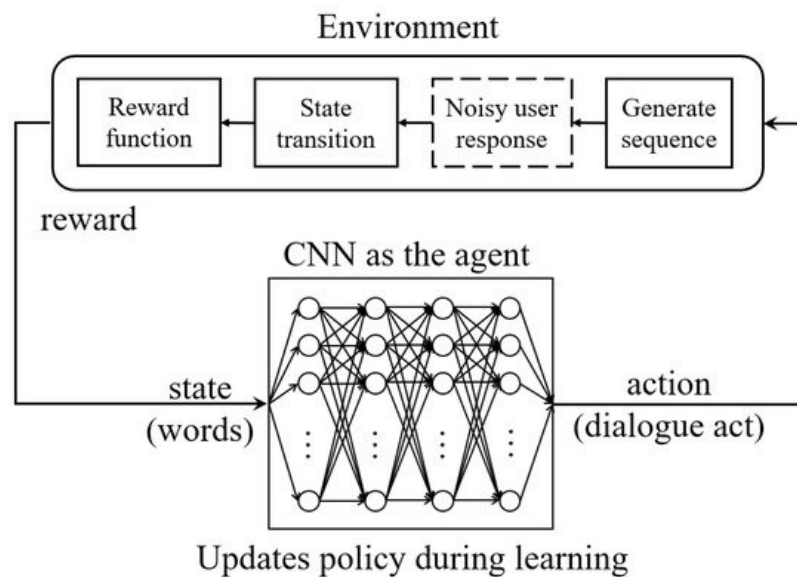 Environment
Reward
function
State
transition
Noisy user
response
Generate
sequence
reward
CNN as the agent
state
(words)
action
(dialogue act)
Updates policy during learning